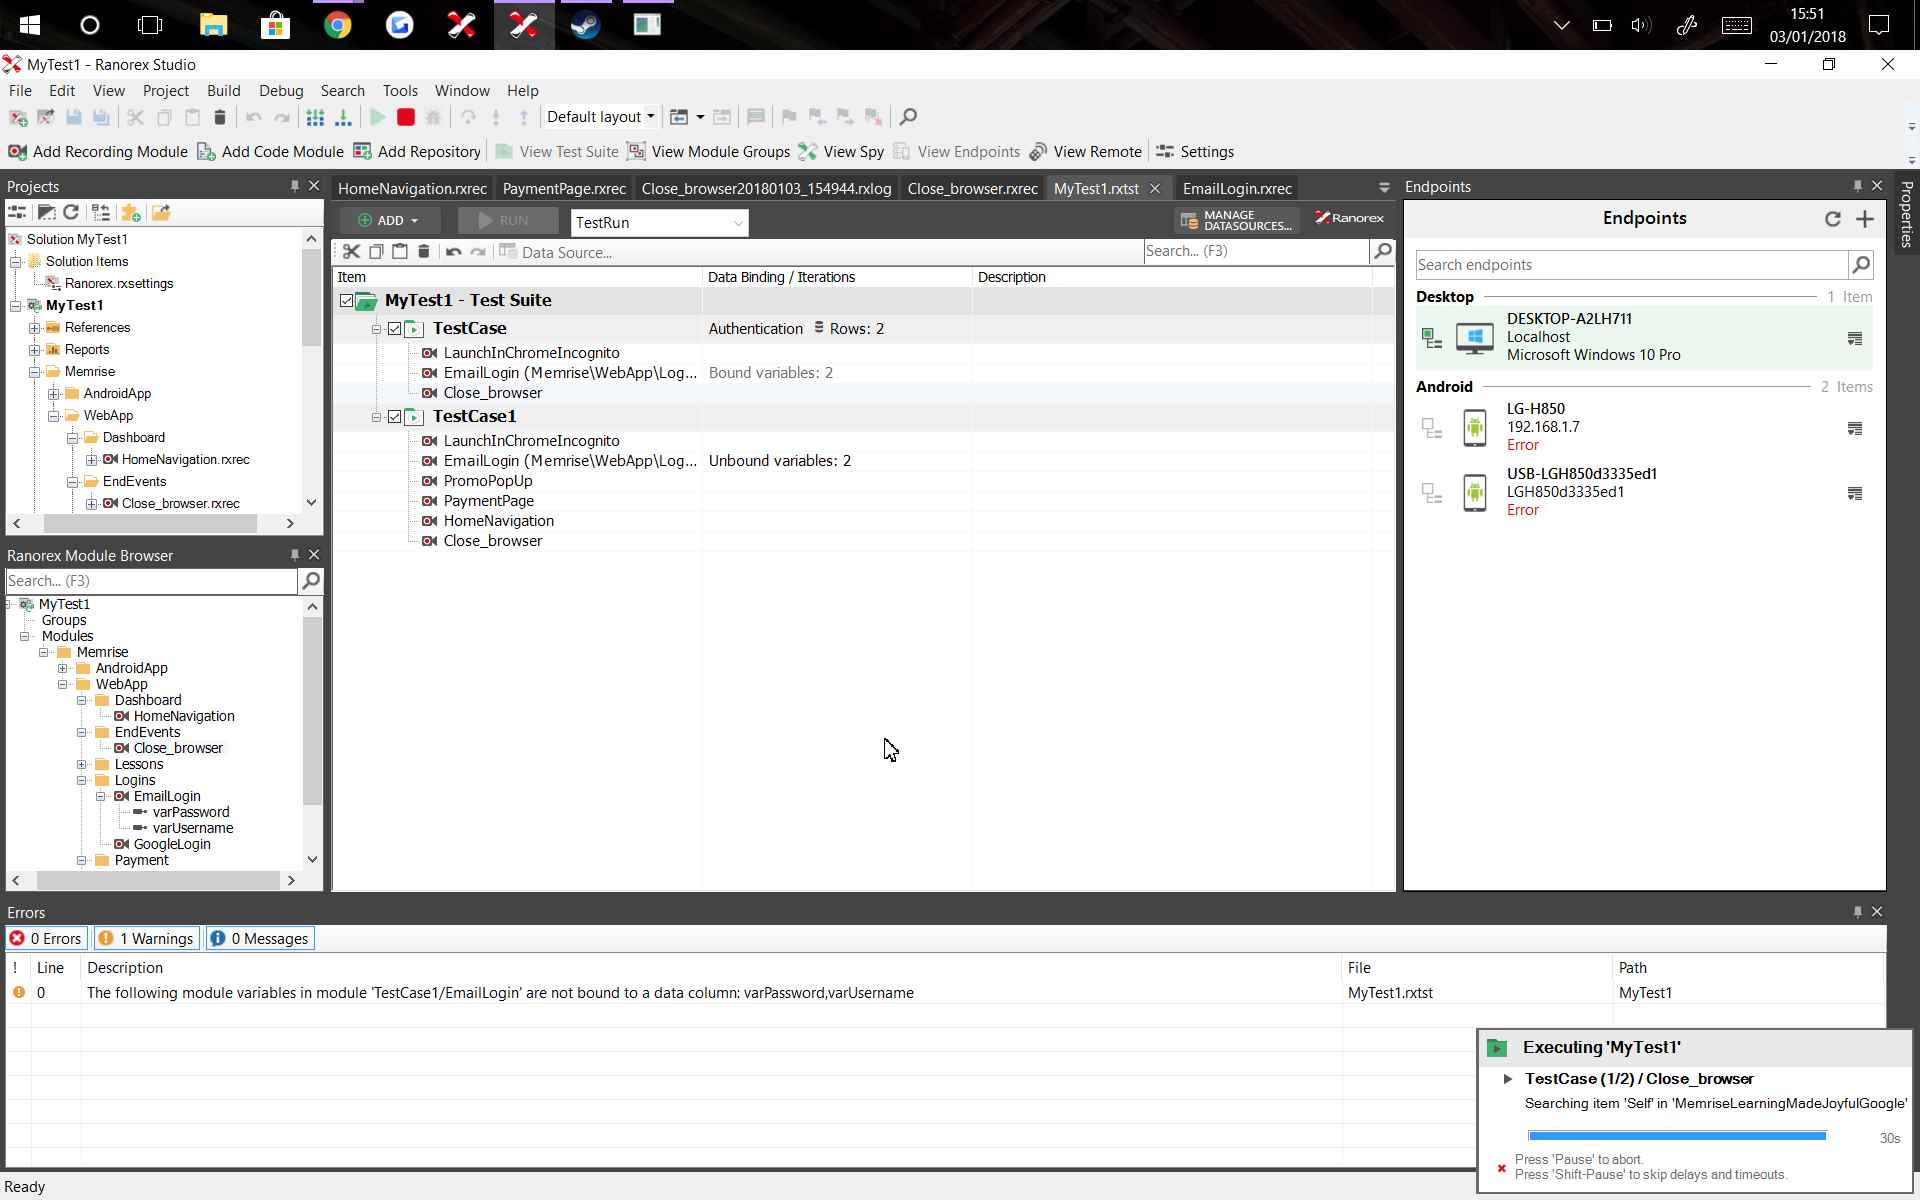 15:51
03/01/2018
MyTest1 - Ranorex Studio
File Edit View Project Build Debug Search Tools Window Help
Default layout
Add Recording Module Add Code Module Add Repository View Test Suite View Module Groups View Spy View Endpoints View Remote Settings
Projects
Solution MyTest1
Solution Items
Ranorex.rxsettings
MyTest1
References
Reports
Memrise
AndroidApp
WebApp
Dashboard
HomeNavigation.rxrec
EndEvents
Close_browser.rxrec
Ranorex Module Browser
Search... (F3)
MyTest1
Groups
Modules
Memrise
AndroidApp
WebApp
Dashboard
HomeNavigation
EndEvents
Close_browser
Lessons
Logins
EmailLogin
varPassword
varUsername
GoogleLogin
Payment
HomeNavigation.rxrec PaymentPage.rxrec Close_browser20180103_154944.rxlog Close_browser.rxrec MyTest1.rxtst EmailLogin.rxrec
ADD RUN TestRun MANAGE DATASOURCES... Ranorex
Data Source... Search... (F3)
Item Data Binding / Iterations Description
MyTest1 - Test Suite
TestCase Authentication Rows: 2
LaunchInChromeIncognito
EmailLogin (Memrise\WebApp\Log... Bound variables: 2
Close_browser
TestCase1
LaunchInChromeIncognito
EmailLogin (Memrise\WebApp\Log... Unbound variables: 2
PromoPopUp
PaymentPage
HomeNavigation
Close_browser
Endpoints
Endpoints
Search endpoints
Desktop 1 Item
DESKTOP-A2LH711
Localhost
Microsoft Windows 10 Pro
Android 2 Items
LG-H850
192.168.1.7
Error
USB-LGH850d3335ed1
LGH850d3335ed1
Error
Properties
Errors
0 Errors 1 Warnings 0 Messages
! Line Description File Path
0 The following module variables in module 'TestCase1/EmailLogin' are not bound to a data column: varPassword,varUsername MyTest1.rxtst MyTest1
Executing 'MyTest1'
TestCase (1/2) / Close_browser
Searching item 'Self' in 'MemriseLearningMadeJoyfulGoogle'
30s
Press 'Pause' to abort.
Press 'Shift-Pause' to skip delays and timeouts.
Ready